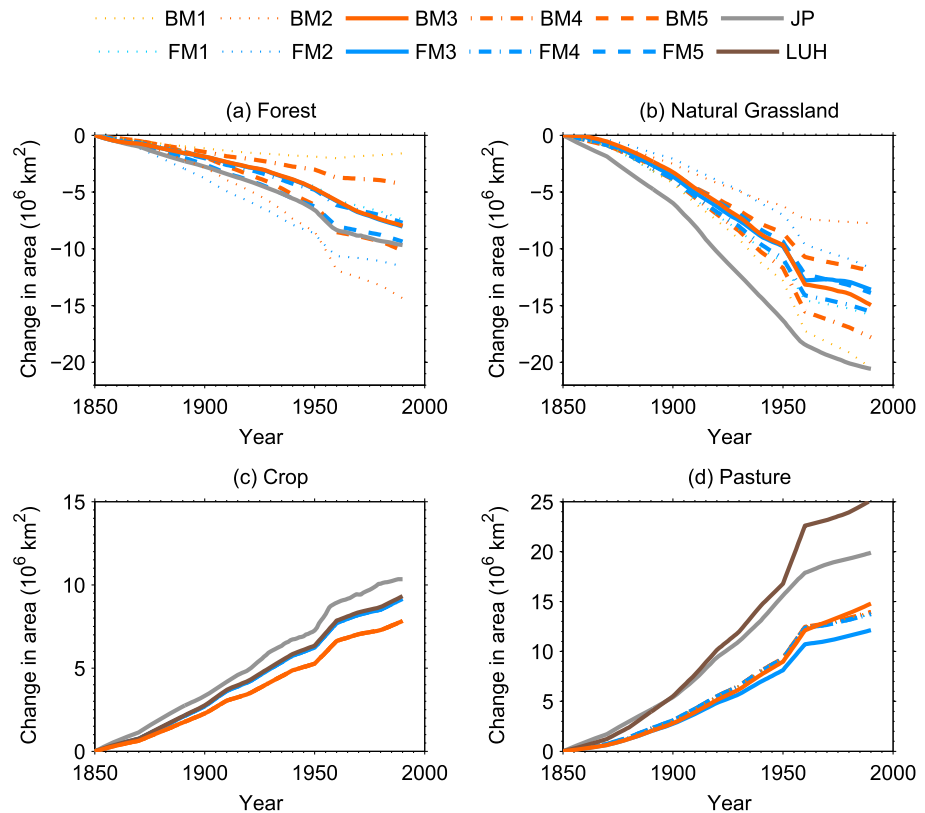 BM1 BM2 BM3 BM4 BM5 JP
FM1 FM2 FM3 FM4 FM5 LUH
(a) Forest
Change in area (10⁶ km²)
0
−5
−10
−15
−20
1850 1900 1950 2000
Year
(b) Natural Grassland
Change in area (10⁶ km²)
0
−5
−10
−15
−20
1850 1900 1950 2000
Year
(c) Crop
Change in area (10⁶ km²)
15
10
5
0
1850 1900 1950 2000
Year
(d) Pasture
Change in area (10⁶ km²)
25
20
15
10
5
0
1850 1900 1950 2000
Year